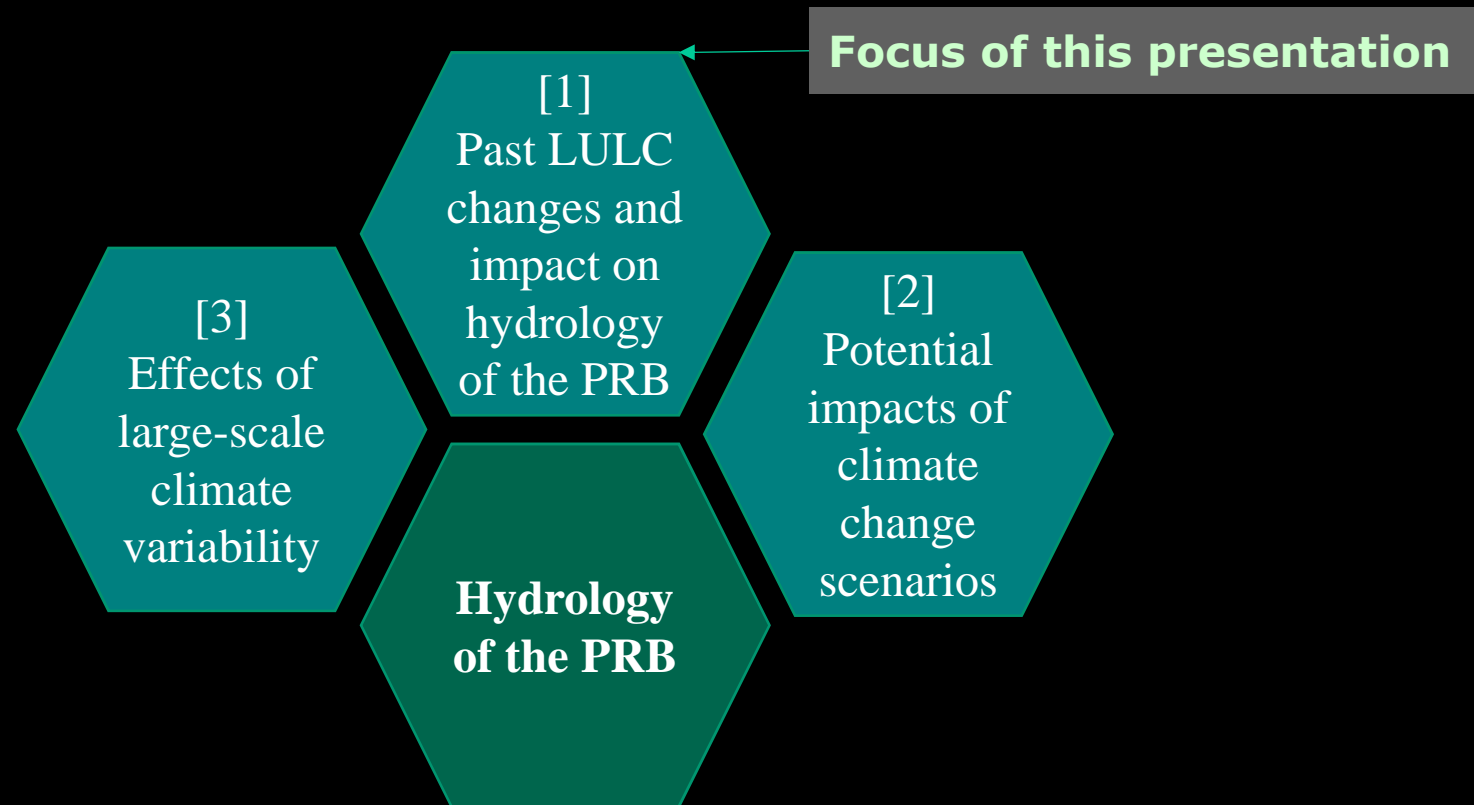 Focus of this presentation
[1]
Past LULC
changes and
impact on
hydrology
of the PRB
[3]
Effects of
large-scale
climate
variability
[2]
Potential
impacts of
climate
change
scenarios
Hydrology
of the PRB